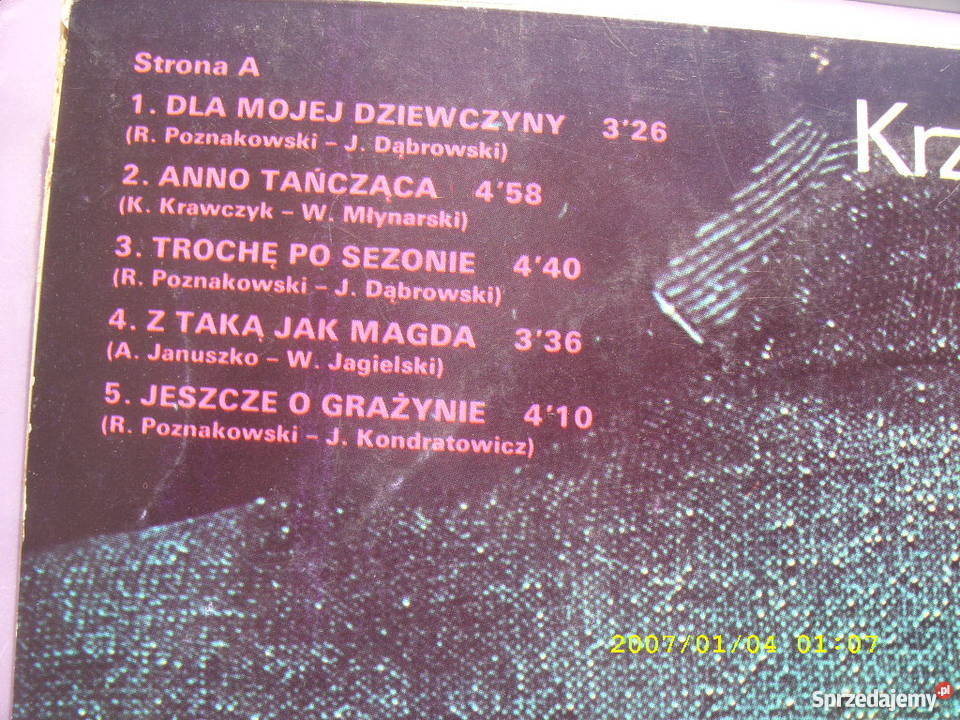 Strona A
1. DLA MOJEJ DZIEWCZYNY 3'26
(R. Poznakowski – J. Dąbrowski)
2. ANNO TAŃCZĄCA 4'58
(K. Krawczyk – W. Młynarski)
3. TROCHĘ PO SEZONIE 4'40
(R. Poznakowski – J. Dąbrowski)
4. Z TAKĄ JAK MAGDA 3'36
(A. Januszko – W. Jagielski)
5. JESZCZE O GRAŻYNIE 4'10
(R. Poznakowski – J. Kondratowicz)
Krz
2007/01/04 01:07
Sprzedajemy.pl